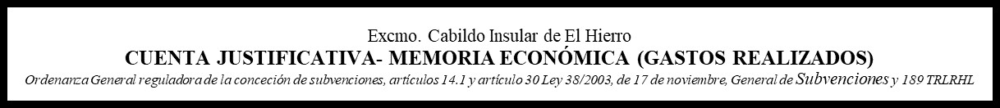 Excmo. Cabildo Insular de El Hierro
CUENTA JUSTIFICATIVA- MEMORIA ECONÓMICA (GASTOS REALIZADOS)
Ordenanza General reguladora de la conceción de subvenciones, artículos 14.1 y artículo 30 Ley 38/2003, de 17 de noviembre, General de Subvenciones y 189 TRLRHL